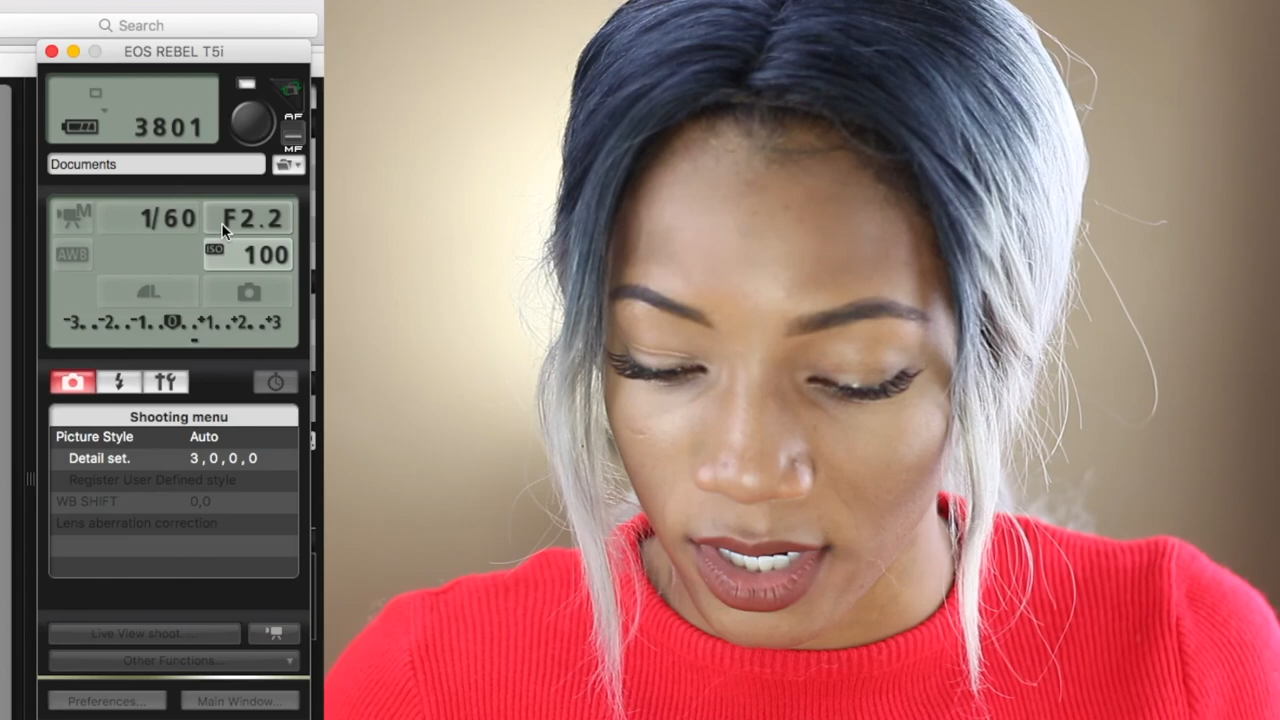 Search
EOS REBEL T5i
AF
3801
MF
Documents
M 1/60 F2.2
AWB ISO 100
L
-3..-2..-1..0..+1..+2..+3
Shooting menu
Picture Style Auto
Detail set. 3,0,0,0
Register User Defined style
WB SHIFT 0,0
Lens aberration correction
Live View shoot....
Other Functions...
Preferences... Main Window...